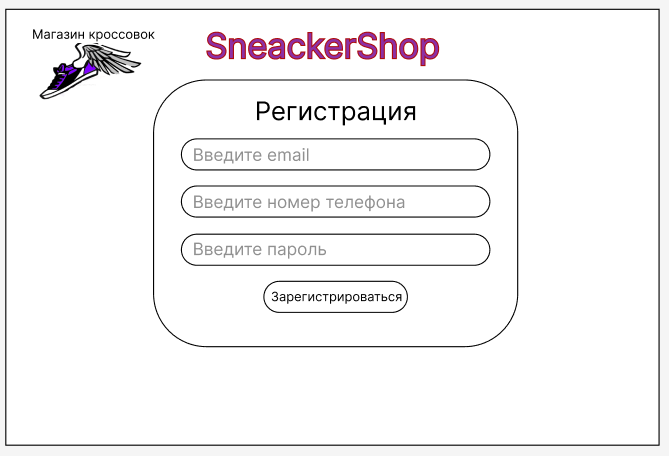 Магазин кроссовок
SneackerShop
Регистрация
Введите email
Введите номер телефона
Введите пароль
Зарегистрироваться